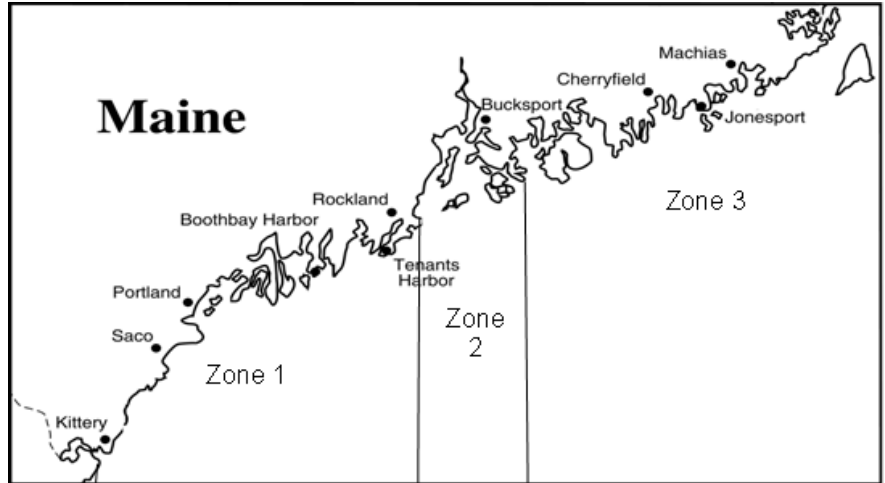 Machias
Cherryfield
Bucksport
Jonesport
Maine
Rockland
Zone 3
Boothbay Harbor
Tenants
Harbor
Portland
Zone
2
Saco
Zone 1
Kittery